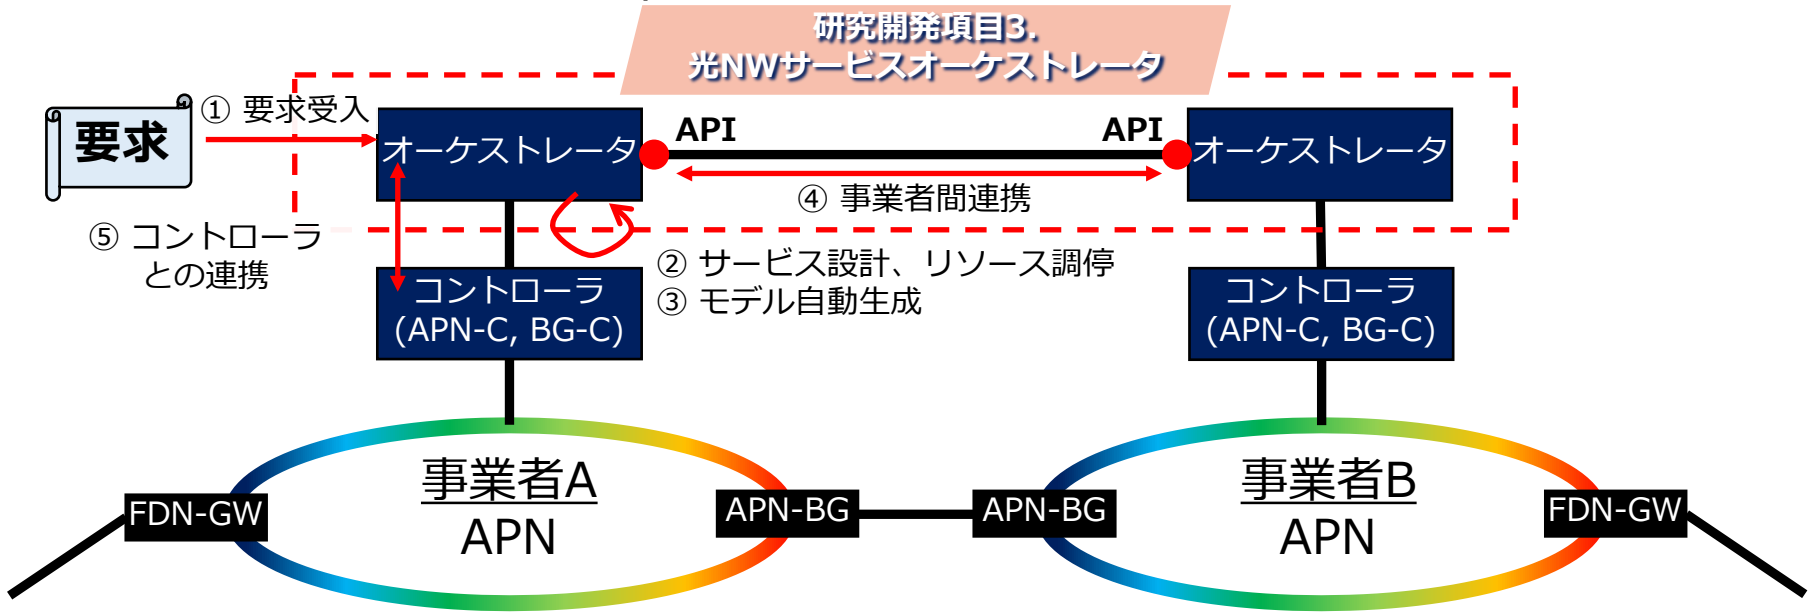 研究開発項目3.
光NWサービスオーケストレータ
要求
① 要求受入
オーケストレータ
API
API
オーケストレータ
④ 事業者間連携
⑤ コントローラ
との連携
② サービス設計、リソース調停
③ モデル自動生成
コントローラ
(APN-C, BG-C)
コントローラ
(APN-C, BG-C)
事業者A
APN
事業者B
APN
FDN-GW
APN-BG
APN-BG
FDN-GW